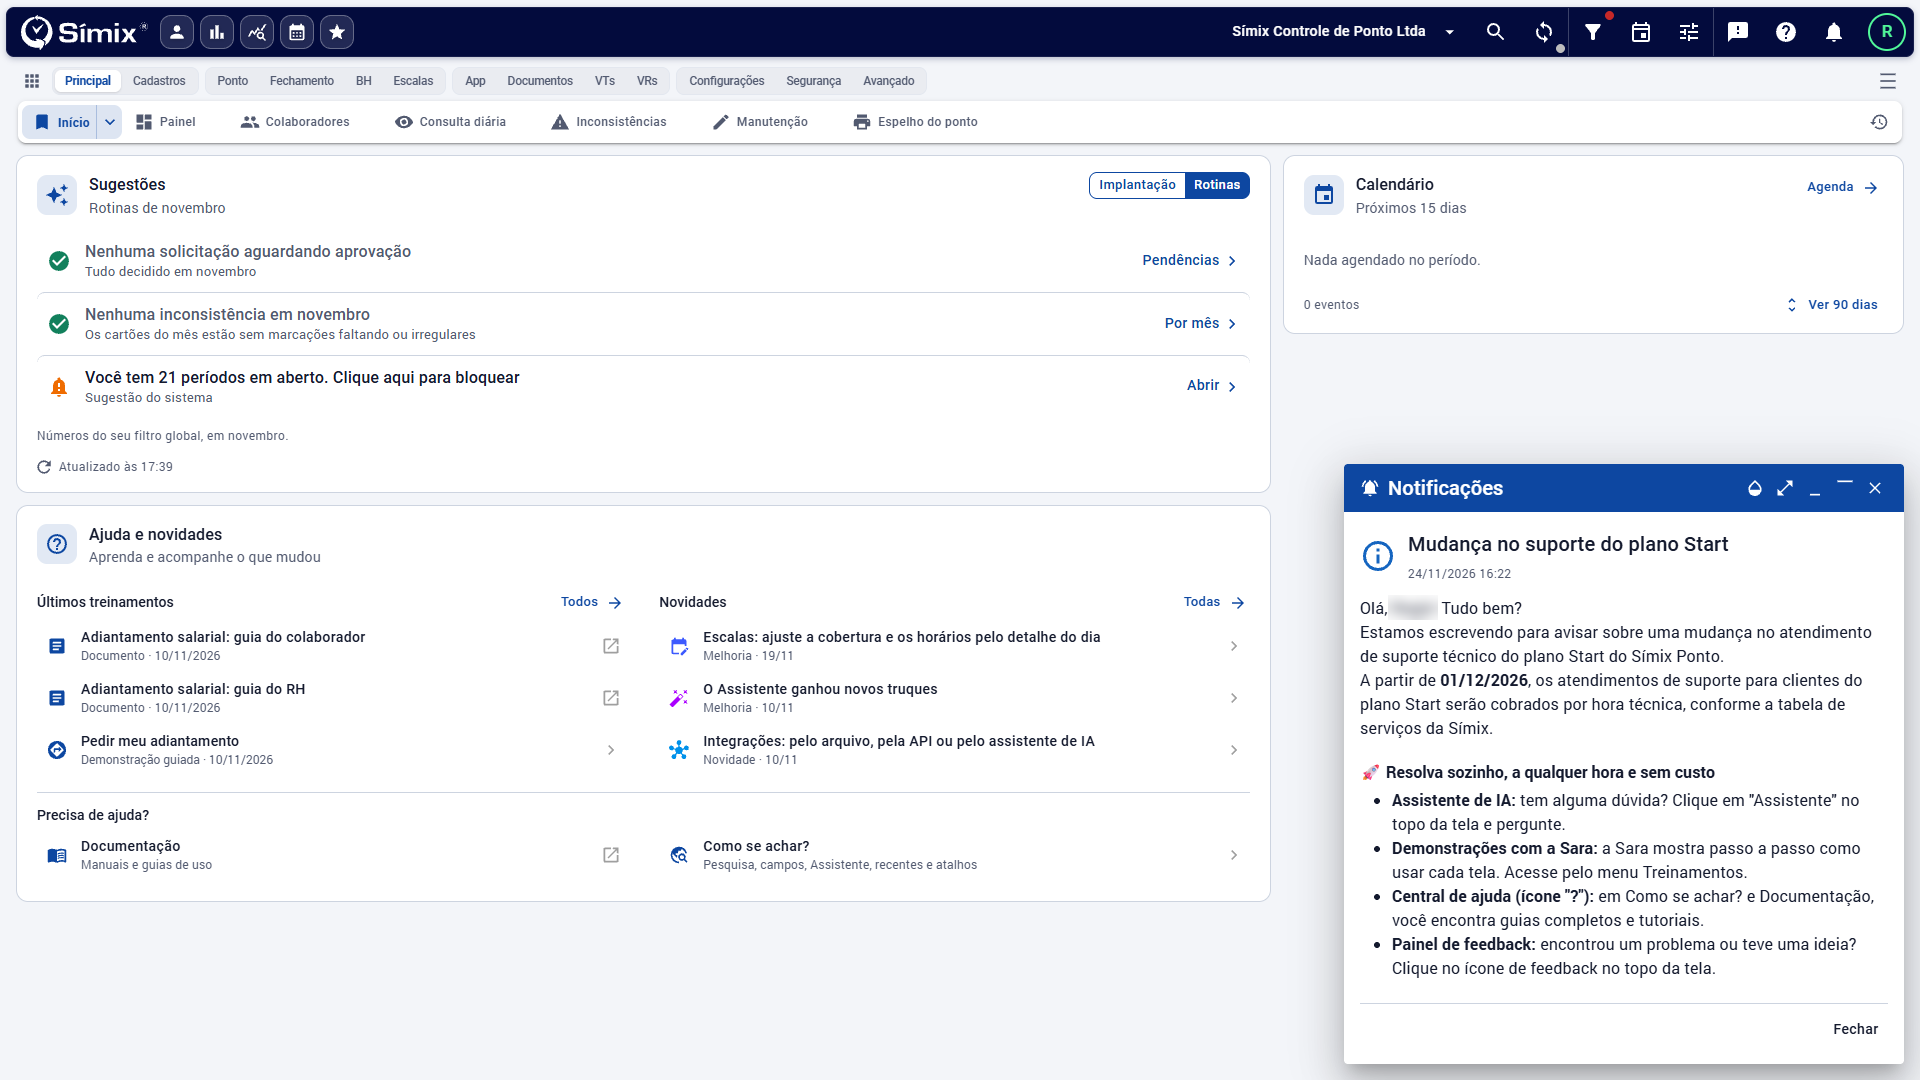 Símix®
Símix Controle de Ponto Ltda
R
Principal
Cadastros
Ponto
Fechamento
BH
Escalas
App
Documentos
VTs
VRs
Configurações
Segurança
Avançado
Início
Painel
Colaboradores
Consulta diária
Inconsistências
Manutenção
Espelho do ponto
Sugestões
Rotinas de novembro
Implantação
Rotinas
Nenhuma solicitação aguardando aprovação
Tudo decidido em novembro
Pendências
Nenhuma inconsistência em novembro
Os cartões do mês estão sem marcações faltando ou irregulares
Por mês
Você tem 21 períodos em aberto. Clique aqui para bloquear
Sugestão do sistema
Abrir
Números do seu filtro global, em novembro.
Atualizado às 17:39
Calendário
Próximos 15 dias
Agenda
Nada agendado no período.
0 eventos
Ver 90 dias
Ajuda e novidades
Aprenda e acompanhe o que mudou
Últimos treinamentos
Todos
Adiantamento salarial: guia do colaborador
Documento · 10/11/2026
Adiantamento salarial: guia do RH
Documento · 10/11/2026
Pedir meu adiantamento
Demonstração guiada · 10/11/2026
Novidades
Todas
Escalas: ajuste a cobertura e os horários pelo detalhe do dia
Melhoria · 19/11
O Assistente ganhou novos truques
Melhoria · 10/11
Integrações: pelo arquivo, pela API ou pelo assistente de IA
Novidade · 10/11
Precisa de ajuda?
Documentação
Manuais e guias de uso
Como se achar?
Pesquisa, campos, Assistente, recentes e atalhos
Notificações
Mudança no suporte do plano Start
24/11/2026 16:22
Olá, Tudo bem?
Estamos escrevendo para avisar sobre uma mudança no atendimento
de suporte técnico do plano Start do Símix Ponto.
A partir de 01/12/2026, os atendimentos de suporte para clientes do
plano Start serão cobrados por hora técnica, conforme a tabela de
serviços da Símix.
🚀 Resolva sozinho, a qualquer hora e sem custo
• Assistente de IA: tem alguma dúvida? Clique em "Assistente" no
topo da tela e pergunte.
• Demonstrações com a Sara: a Sara mostra passo a passo como
usar cada tela. Acesse pelo menu Treinamentos.
• Central de ajuda (ícone "?"): em Como se achar? e Documentação,
você encontra guias completos e tutoriais.
• Painel de feedback: encontrou um problema ou teve uma ideia?
Clique no ícone de feedback no topo da tela.
Fechar